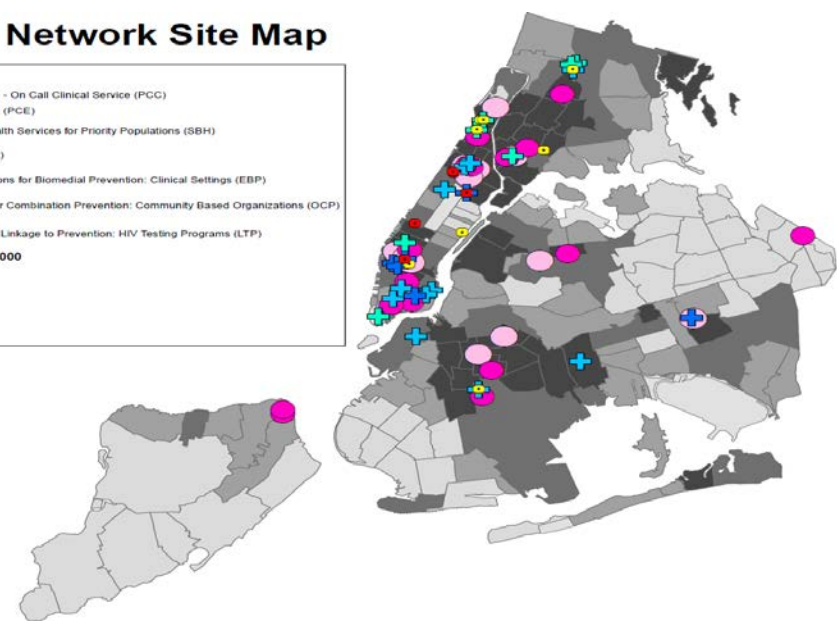 Network Site Map
- On Call Clinical Service (PCC)
(PCE)
lth Services for Priority Populations (SBH)
)
ons for Biomedial Prevention: Clinical Settings (EBP)
r Combination Prevention: Community Based Organizations (OCP)
Linkage to Prevention: HIV Testing Programs (LTP)
000